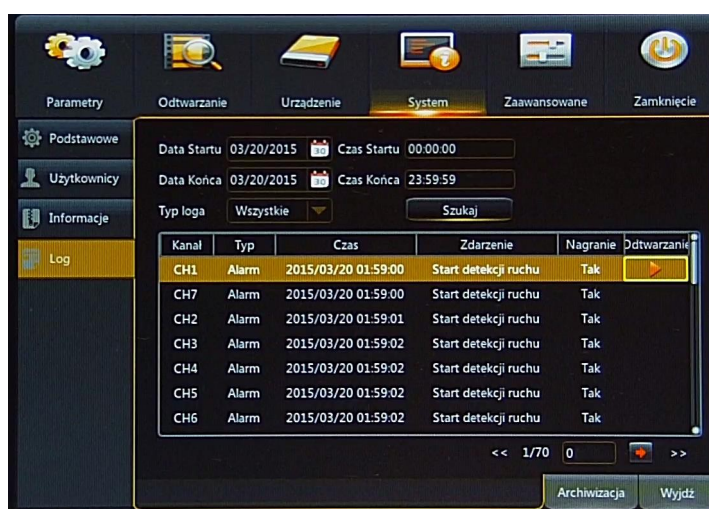 Parametry Odtwarzanie Urządzenie System Zaawansowane Zamknięcie
Podstawowe
Użytkownicy
Informacje
Log
Data Startu 03/20/2015 30 Czas Startu 00:00:00
Data Końca 03/20/2015 30 Czas Końca 23:59:59
Typ loga Wszystkie Szukaj
Kanał Typ Czas Zdarzenie Nagranie Odtwarzanie
CH1 Alarm 2015/03/20 01:59:00 Start detekcji ruchu Tak
CH7 Alarm 2015/03/20 01:59:00 Start detekcji ruchu Tak
CH2 Alarm 2015/03/20 01:59:01 Start detekcji ruchu Tak
CH3 Alarm 2015/03/20 01:59:02 Start detekcji ruchu Tak
CH4 Alarm 2015/03/20 01:59:02 Start detekcji ruchu Tak
CH5 Alarm 2015/03/20 01:59:02 Start detekcji ruchu Tak
CH6 Alarm 2015/03/20 01:59:02 Start detekcji ruchu Tak
<< 1/70 0 >>
Archiwizacja Wyjdź